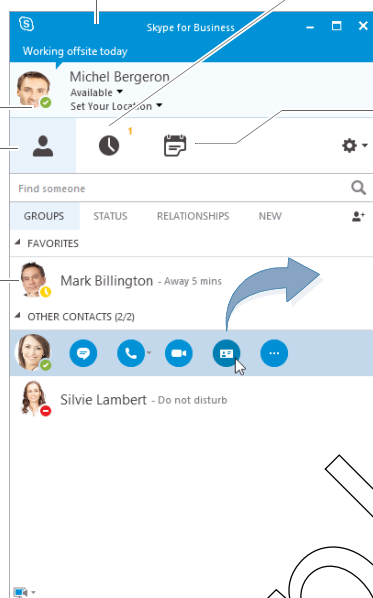 Skype for Business
Working offsite today
Michel Bergeron
Available
Set Your Location
1
Find someone
GROUPS STATUS RELATIONSHIPS NEW
FAVORITES
Mark Billington - Away 5 mins
OTHER CONTACTS (2/2)
Silvie Lambert - Do not disturb